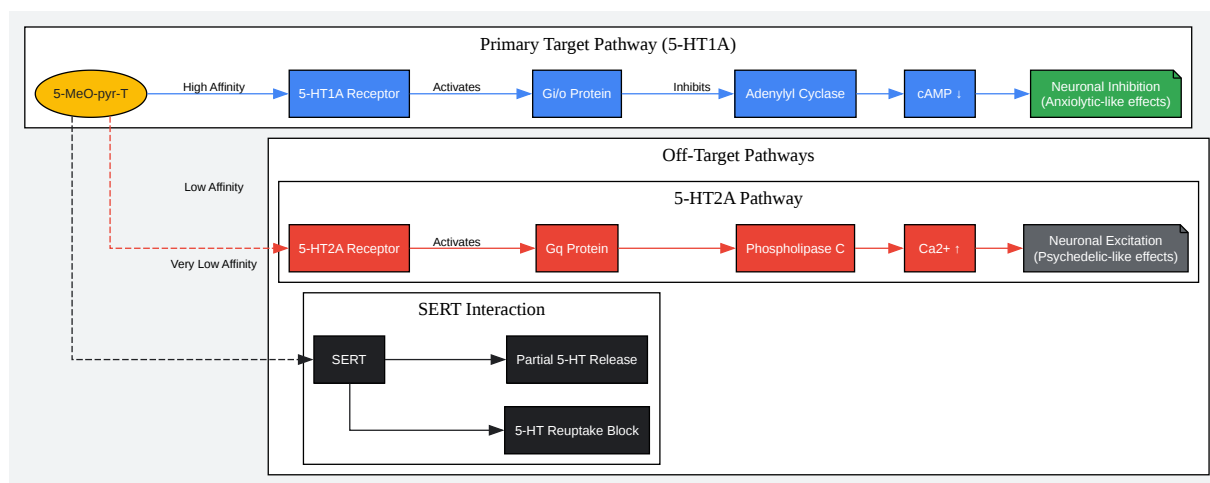 Primary Target Pathway (5-HT1A)
5-MeO-pyr-T
High Affinity
5-HT1A Receptor
Activates
Gi/o Protein
Inhibits
Adenylyl Cyclase
cAMP ↓
Neuronal Inhibition
(Anxiolytic-like effects)
Off-Target Pathways
Low Affinity
5-HT2A Pathway
5-HT2A Receptor
Activates
Gq Protein
Phospholipase C
Ca2+ ↑
Neuronal Excitation
(Psychedelic-like effects)
Very Low Affinity
SERT Interaction
SERT
Partial 5-HT Release
5-HT Reuptake Block